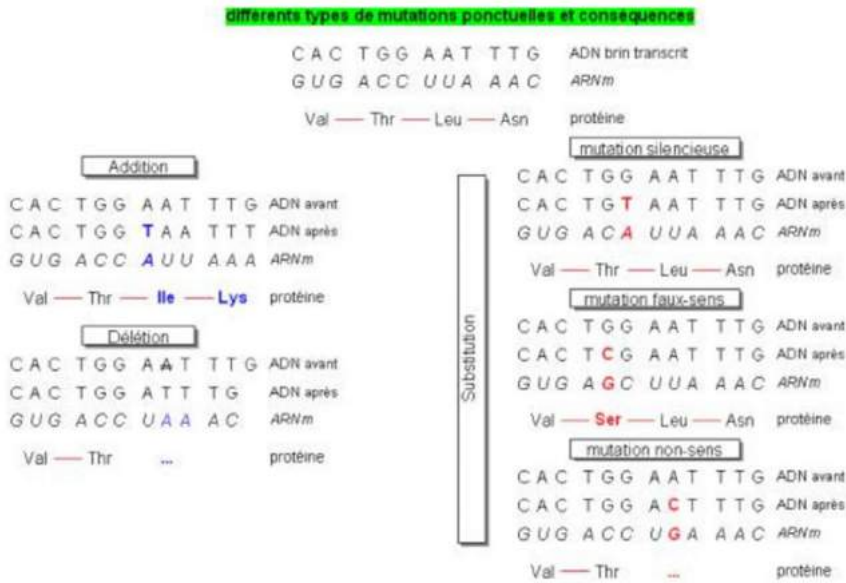 différents types de mutations ponctuelles et conséquences
CAC TGG AAT TTG ADN brin transcrit
GUG ACC UUA AAC ARNm
Val — Thr — Leu — Asn protéine
Addition
CAC TGG AAT TTG ADN avant
CAC TGG TAA TTT ADN après
GUG ACC AUU AAA ARNm
Val — Thr — Ile — Lys protéine
Délétion
CAC TGG AAT TTG ADN avant
CAC TGG ATT TG ADN après
GUG ACC UAA AC ARNm
Val — Thr ... protéine
Substitution
mutation silencieuse
CAC TGG AAT TTG ADN avant
CAC TGT AAT TTG ADN après
GUG ACA UUA AAC ARNm
Val — Thr — Leu — Asn protéine
mutation faux-sens
CAC TGG AAT TTG ADN avant
CAC TCG AAT TTG ADN après
GUG AGC UUA AAC ARNm
Val — Ser — Leu — Asn protéine
mutation non-sens
CAC TGG AAT TTG ADN avant
CAC TGG ACT TTG ADN après
GUG ACC UGA AAC ARNm
Val — Thr ... protéine